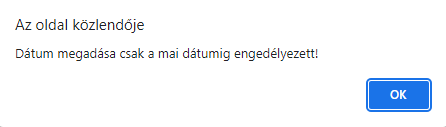 Az oldal közlendője
Dátum megadása csak a mai dátumig engedélyezett!
OK